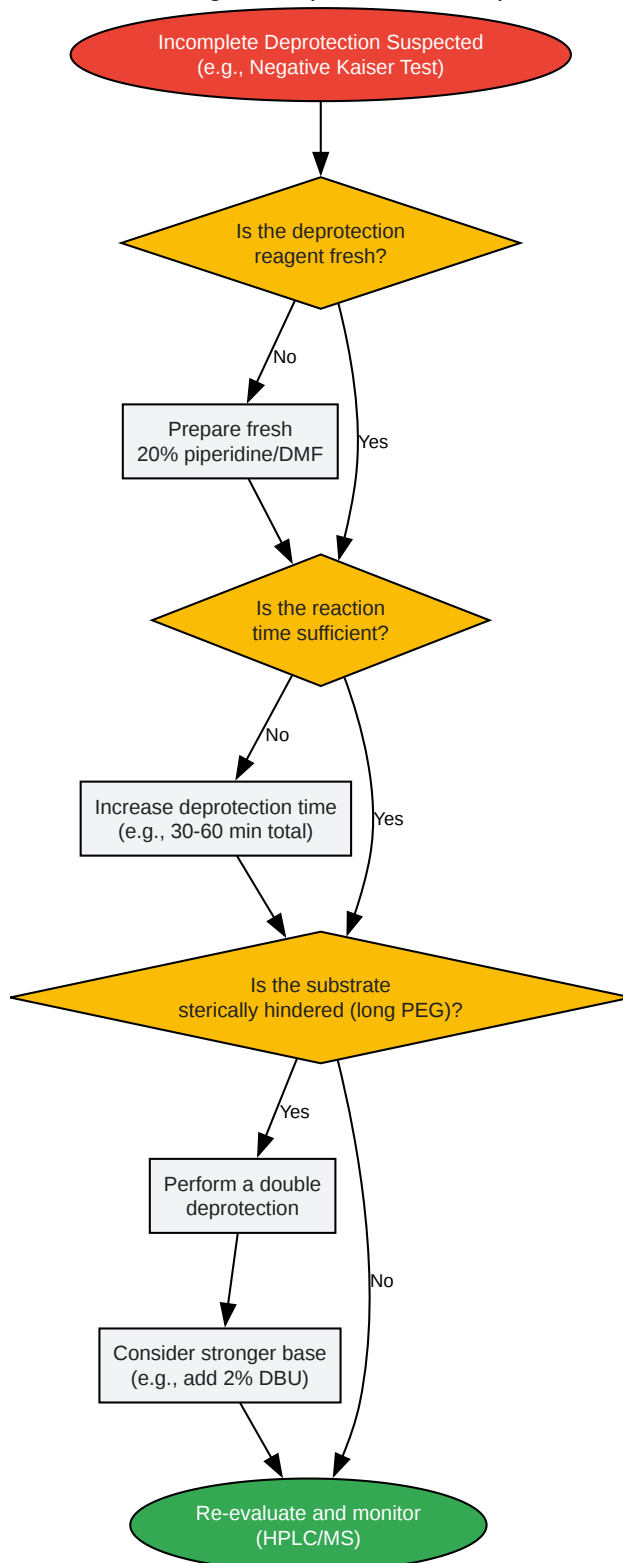 Incomplete Deprotection Suspected
(e.g., Negative Kaiser Test)
Is the deprotection
reagent fresh?
No
Prepare fresh
20% piperidine/DMF
Yes
Is the reaction
time sufficient?
No
Increase deprotection time
(e.g., 30-60 min total)
Yes
Is the substrate
sterically hindered (long PEG)?
Yes
Perform a double
deprotection
No
Consider stronger base
(e.g., add 2% DBU)
Re-evaluate and monitor
(HPLC/MS)